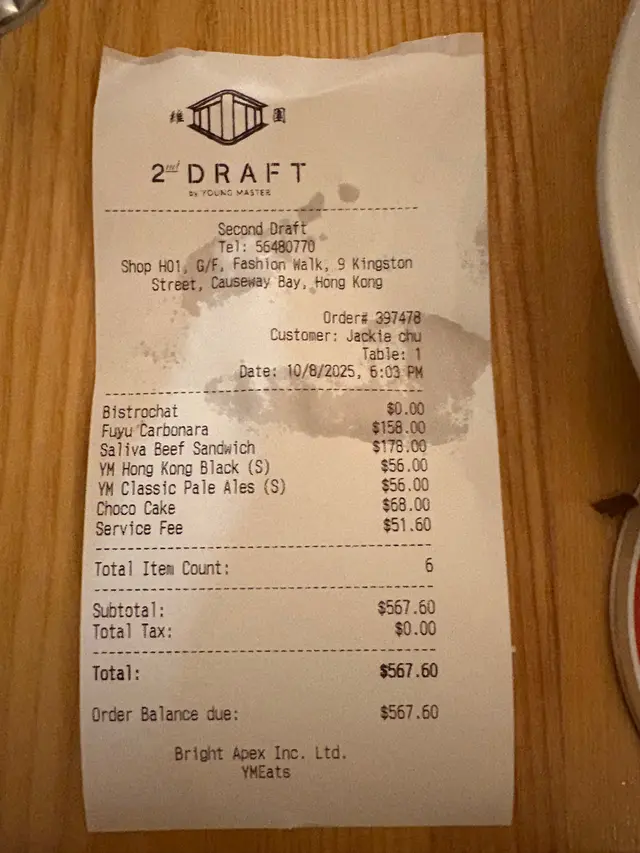 維 園
2nd DRAFT
by YOUNG MASTER
Second Draft
Tel: 56480770
Shop H01, G/F, Fashion Walk, 9 Kingston
Street, Causeway Bay, Hong Kong
Order# 397478
Customer: Jackie chu
Table: 1
Date: 10/8/2025, 6:03 PM
Bistrochat $0.00
Fuyu Carbonara $158.00
Saliva Beef Sandwich $178.00
YM Hong Kong Black (S) $56.00
YM Classic Pale Ales (S) $56.00
Choco Cake $68.00
Service Fee $51.60
Total Item Count: 6
Subtotal: $567.60
Total Tax: $0.00
Total: $567.60
Order Balance due: $567.60
Bright Apex Inc. Ltd.
YMEats